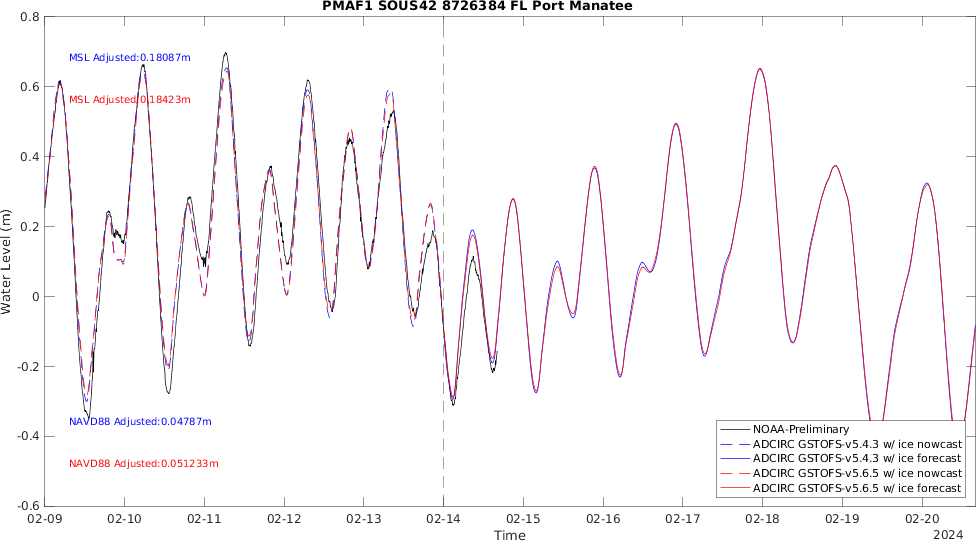 PMAF1 SOUS42 8726384 FL Port Manatee
0.8
0.6
0.4
0.2
0
-0.2
-0.4
-0.6
Water Level (m)
MSL Adjusted:0.18087m
MSL Adjusted:0.18423m
NAVD88 Adjusted:0.04787m
NAVD88 Adjusted:0.051233m
NOAA-Preliminary
ADCIRC GSTOFS-v5.4.3 w/ ice nowcast
ADCIRC GSTOFS-v5.4.3 w/ ice forecast
ADCIRC GSTOFS-v5.6.5 w/ ice nowcast
ADCIRC GSTOFS-v5.6.5 w/ ice forecast
02-09 02-10 02-11 02-12 02-13 02-14 02-15 02-16 02-17 02-18 02-19 02-20
Time
2024